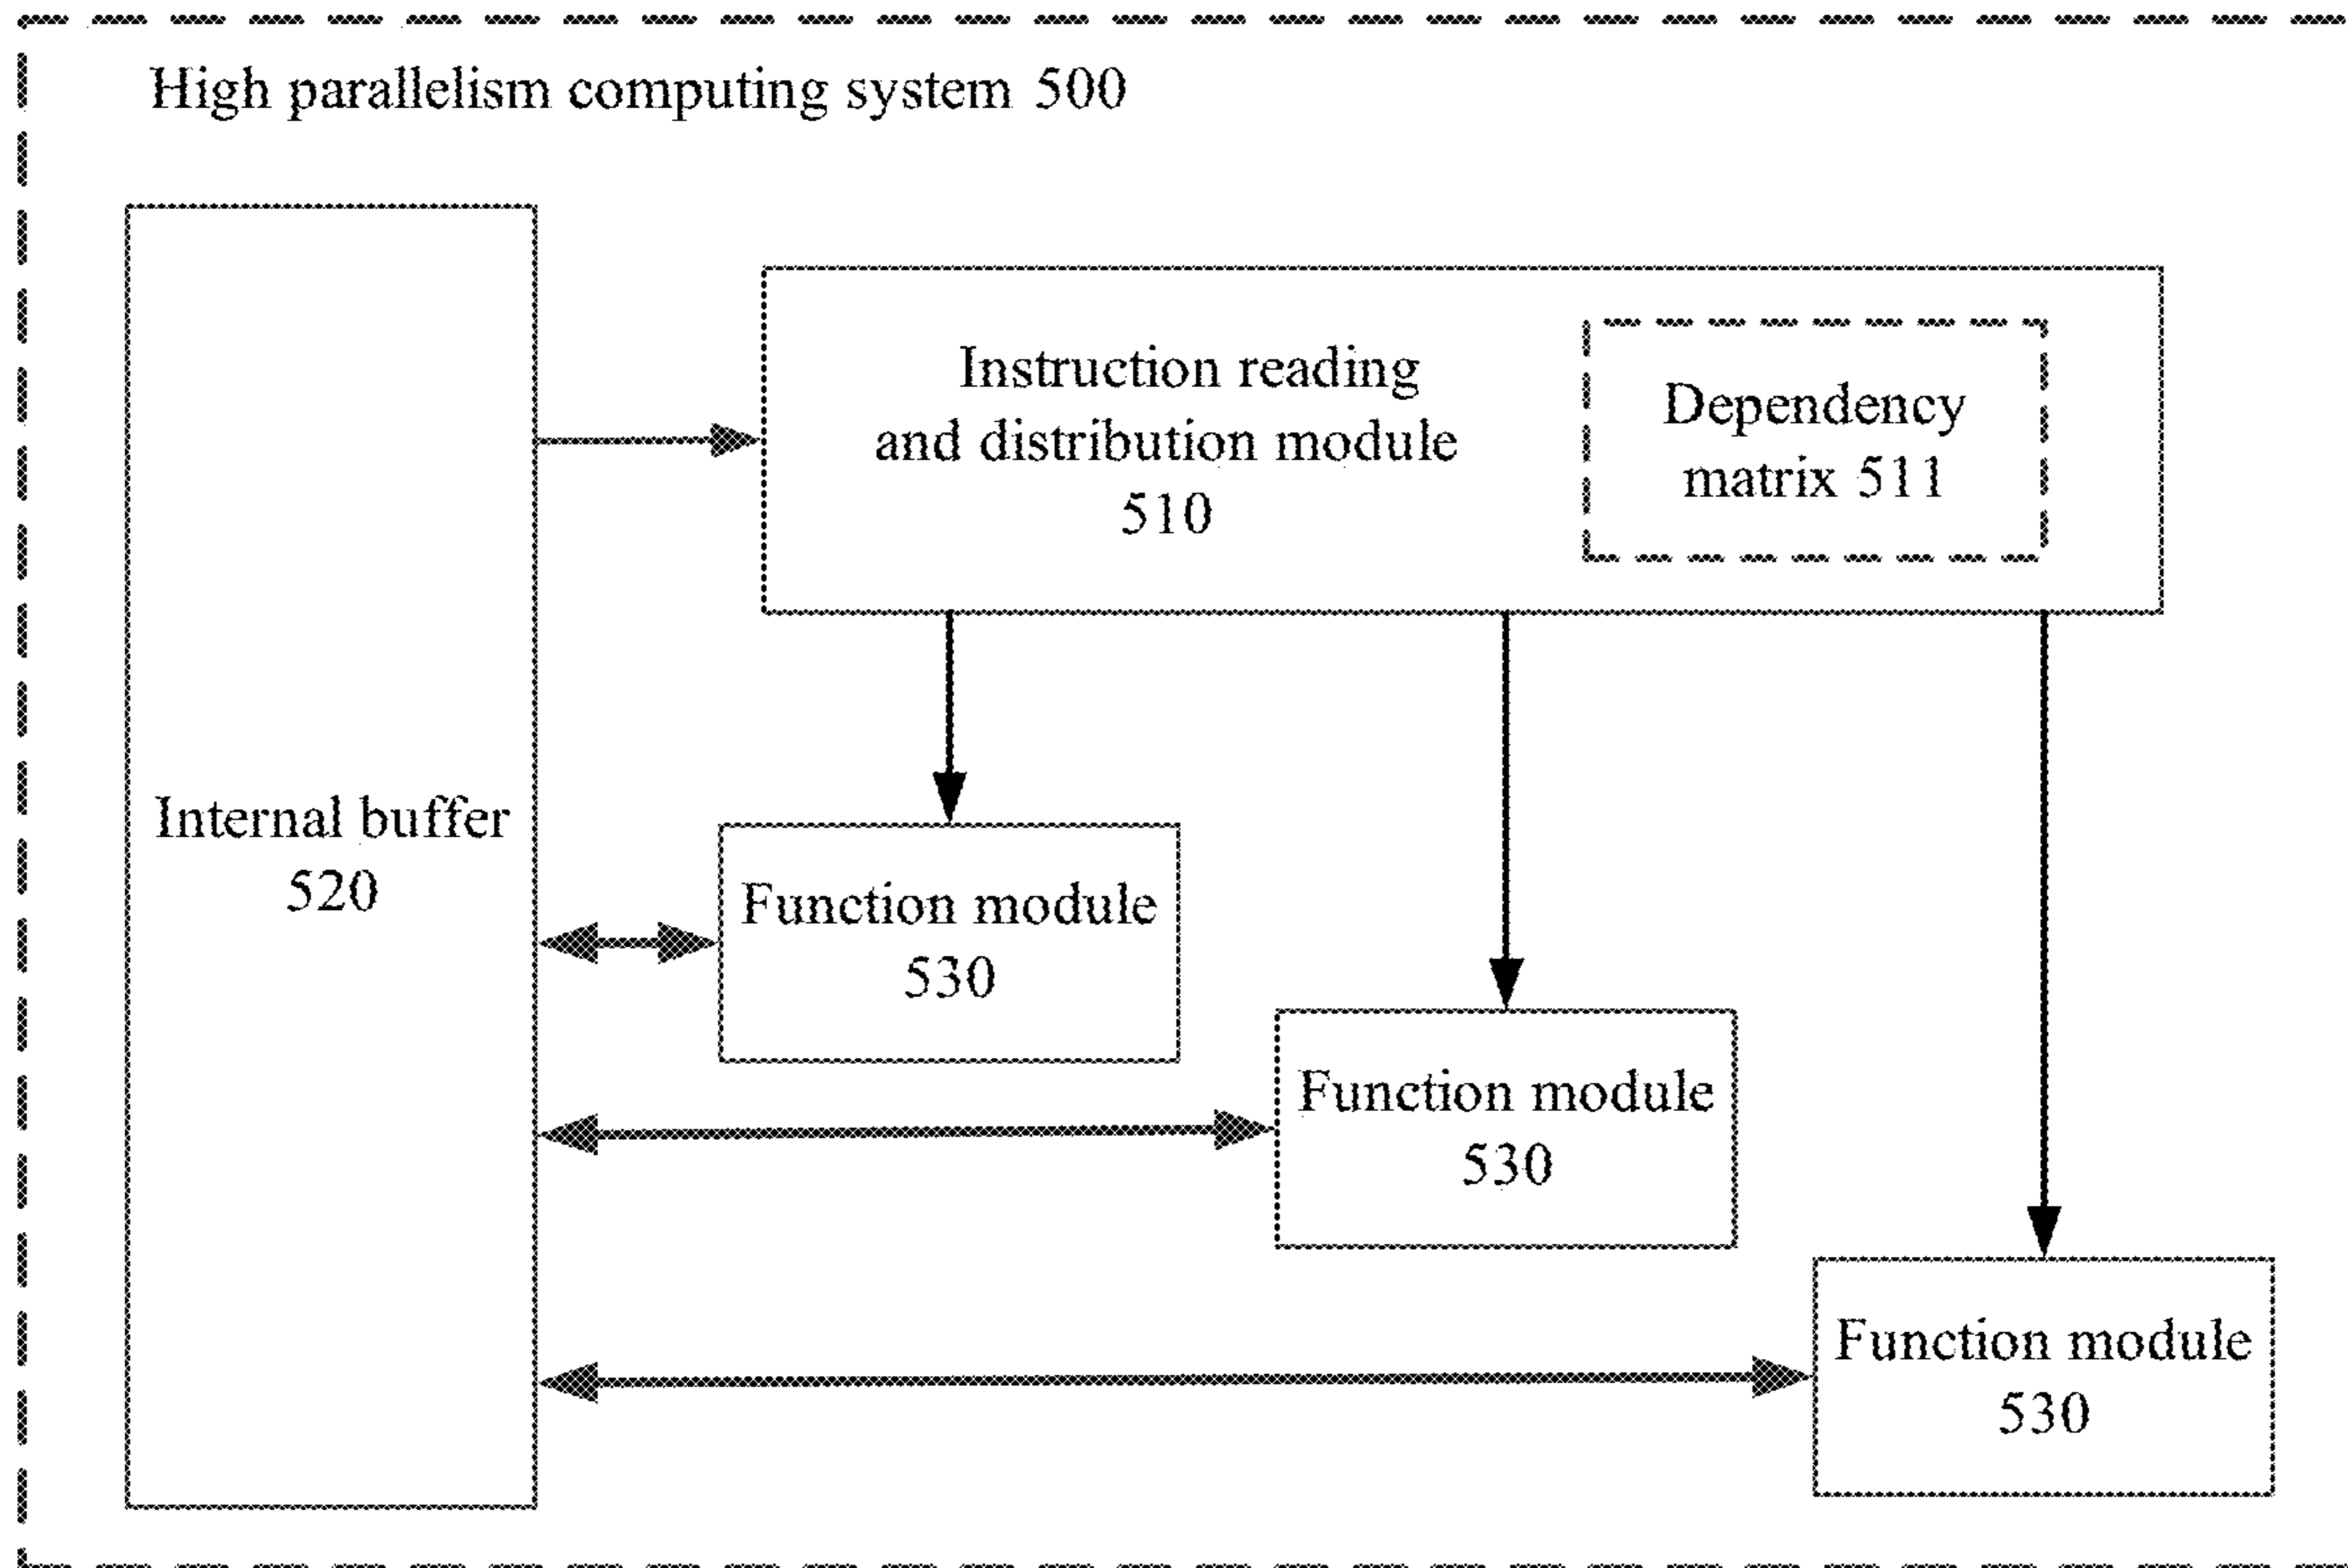 High parallelism computing system 500
Instruction reading
and distribution module
510
Dependency
matrix 511
Internal buffer
520
Function module
530
Function module
530
Function module
530